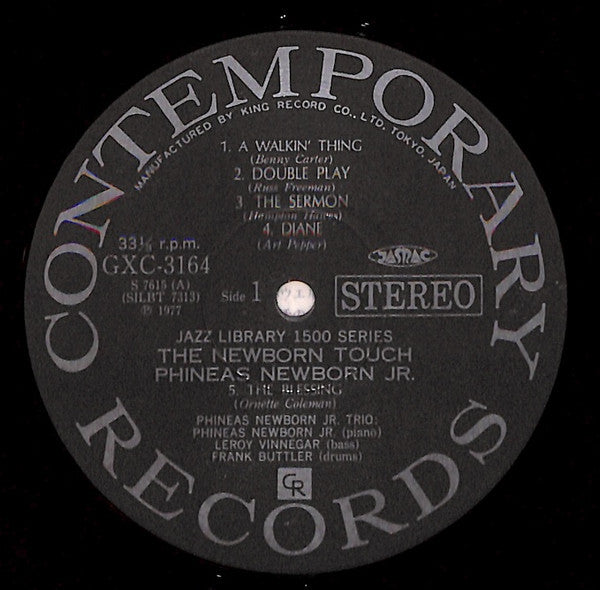 CONTEMPORARY
MANUFACTURED BY KING RECORD CO., LTD. TOKYO, JAPAN
1. A WALKIN' THING
(Benny Carter)
2. DOUBLE PLAY
(Russ Freeman)
3 THE SERMON
(Hampton Hawes)
4. DIANE
(Art Pepper)
33⅓ r.p.m.
JASRAC
GXC-3164
S 7615 (A)
(SILBT 7313)
℗ 1977
Side 1
STEREO
JAZZ LIBRARY 1500 SERIES
THE NEWBORN TOUCH
PHINEAS NEWBORN JR.
5. THE BLESSING
(Ornette Coleman)
PHINEAS NEWBORN JR. TRIO:
PHINEAS NEWBORN JR. (piano)
LEROY VINNEGAR (bass)
FRANK BUTTLER (drums)
CR
RECORDS